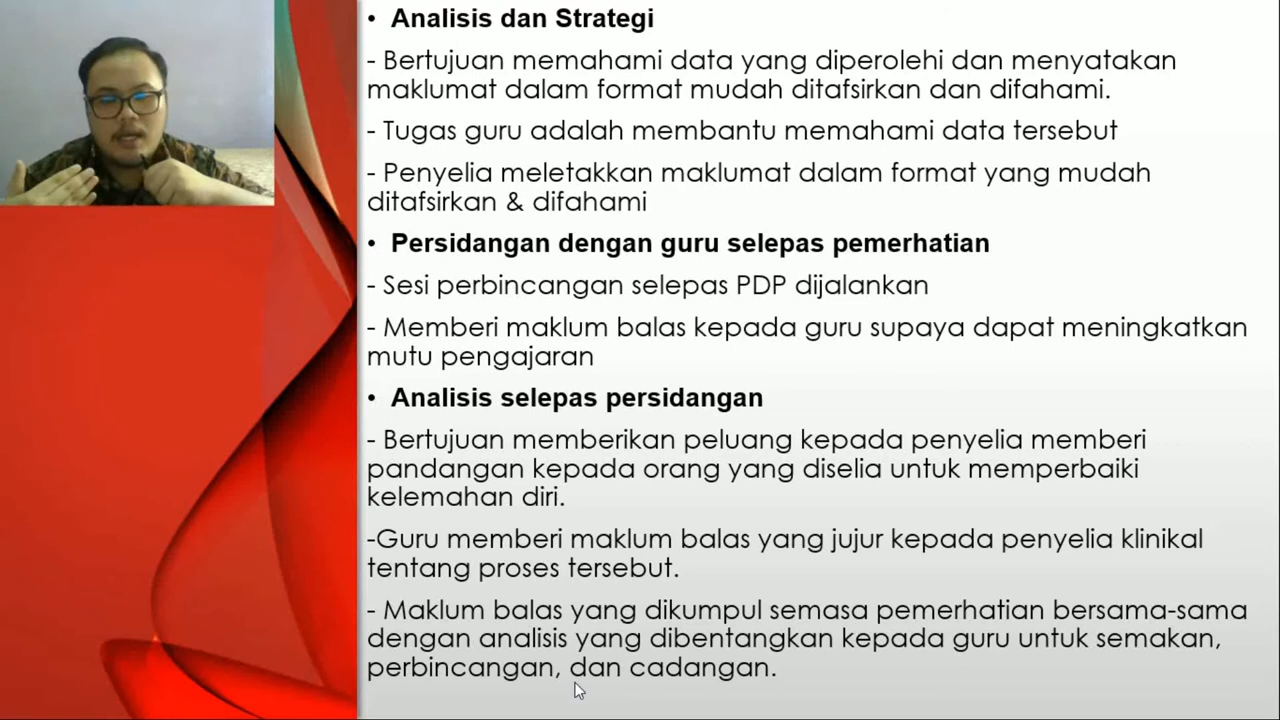 • Analisis dan Strategi
- Bertujuan memahami data yang diperolehi dan menyatakan
maklumat dalam format mudah ditafsirkan dan difahami.
- Tugas guru adalah membantu memahami data tersebut
- Penyelia meletakkan maklumat dalam format yang mudah
ditafsirkan & difahami
• Persidangan dengan guru selepas pemerhatian
- Sesi perbincangan selepas PDP dijalankan
- Memberi maklum balas kepada guru supaya dapat meningkatkan
mutu pengajaran
• Analisis selepas persidangan
- Bertujuan memberikan peluang kepada penyelia memberi
pandangan kepada orang yang diselia untuk memperbaiki
kelemahan diri.
-Guru memberi maklum balas yang jujur kepada penyelia klinikal
tentang proses tersebut.
- Maklum balas yang dikumpul semasa pemerhatian bersama-sama
dengan analisis yang dibentangkan kepada guru untuk semakan,
perbincangan, dan cadangan.